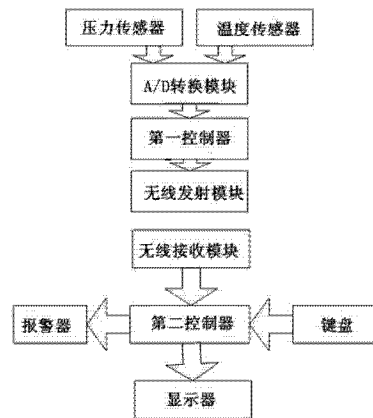 压力传感器
温度传感器
A/D转换模块
第一控制器
无线发射模块
无线接收模块
报警器
第二控制器
键盘
显示器